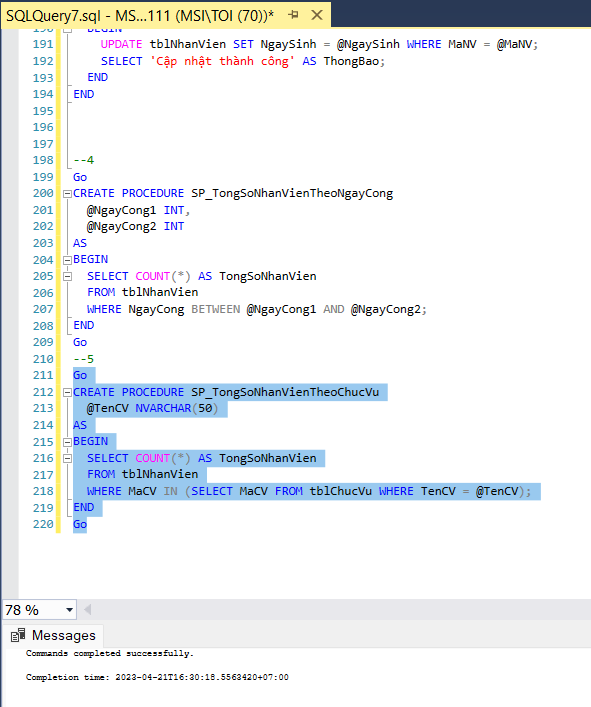 SQLQuery7.sql - MS...111 (MSI\TOI (70))*
190 BEGIN
191 UPDATE tblNhanVien SET NgaySinh = @NgaySinh WHERE MaNV = @MaNV;
192 SELECT 'Cập nhật thành công' AS ThongBao;
193 END
194 END
195
196
197
198 --4
199 Go
200 CREATE PROCEDURE SP_TongSoNhanVienTheoNgayCong
201 @NgayCong1 INT,
202 @NgayCong2 INT
203 AS
204 BEGIN
205 SELECT COUNT(*) AS TongSoNhanVien
206 FROM tblNhanVien
207 WHERE NgayCong BETWEEN @NgayCong1 AND @NgayCong2;
208 END
209 Go
210 --5
211 Go
212 CREATE PROCEDURE SP_TongSoNhanVienTheoChucVu
213 @TenCV NVARCHAR(50)
214 AS
215 BEGIN
216 SELECT COUNT(*) AS TongSoNhanVien
217 FROM tblNhanVien
218 WHERE MaCV IN (SELECT MaCV FROM tblChucVu WHERE TenCV = @TenCV);
219 END
220 Go
78 %
Messages
Commands completed successfully.
Completion time: 2023-04-21T16:30:18.5563420+07:00